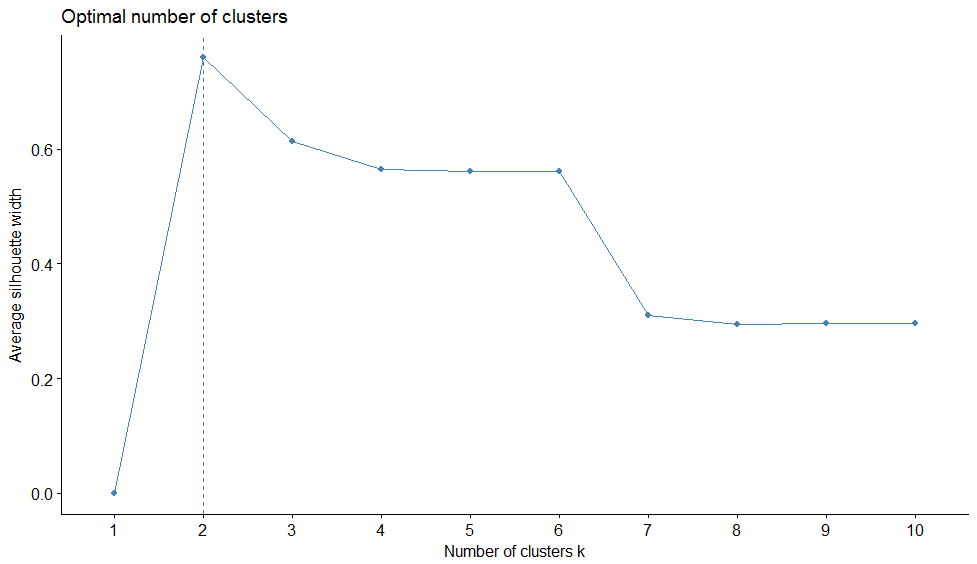 Optimal number of clusters
Average silhouette width
0.6
0.4
0.2
0.0
1 2 3 4 5 6 7 8 9 10
Number of clusters k